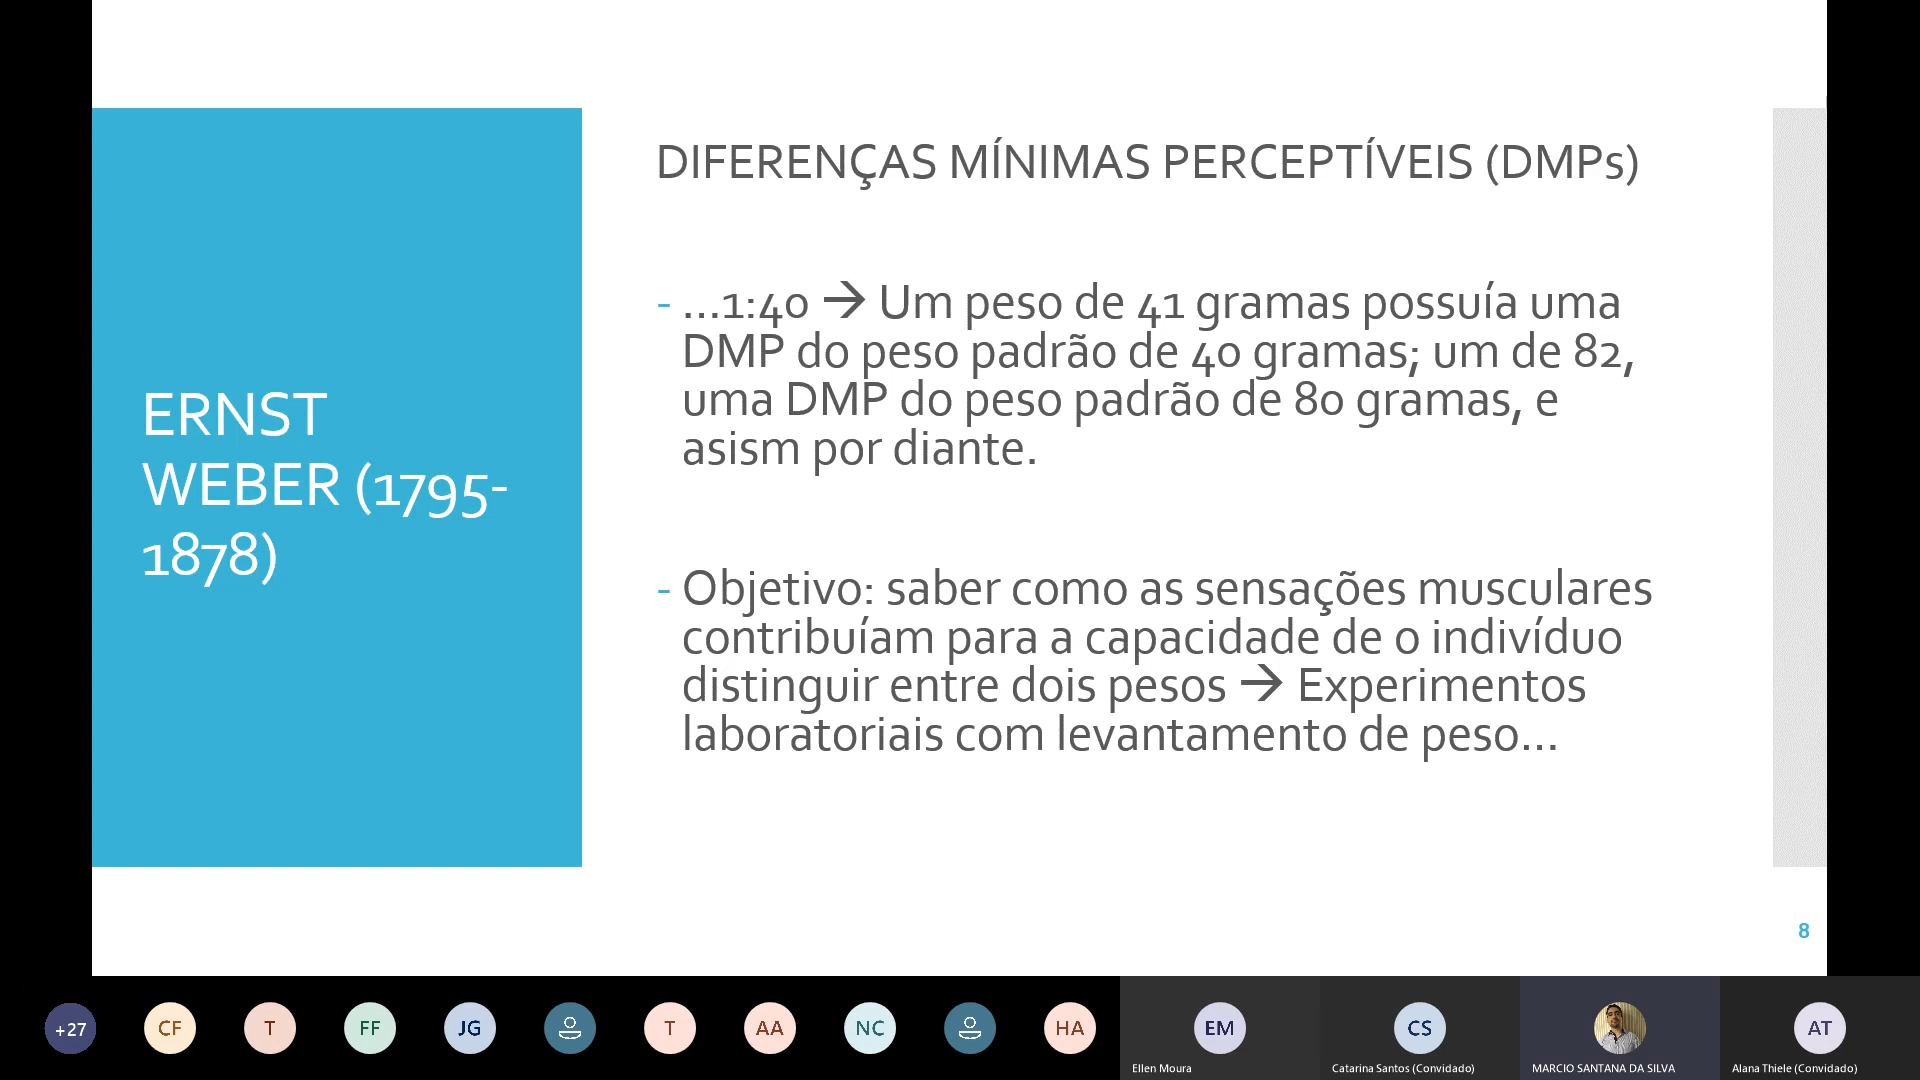 DIFERENÇAS MÍNIMAS PERCEPTÍVEIS (DMPs)
- ...1:40 → Um peso de 41 gramas possuía uma
DMP do peso padrão de 40 gramas; um de 82,
uma DMP do peso padrão de 80 gramas, e
asism por diante.
ERNST
WEBER (1795-
1878)
- Objetivo: saber como as sensações musculares
contribuíam para a capacidade de o indivíduo
distinguir entre dois pesos → Experimentos
laboratoriais com levantamento de peso...
8
+27
CF
T
FF
JG
T
AA
NC
HA
EM
CS
AT
Ellen Moura
Catarina Santos (Convidado)
MARCIO SANTANA DA SILVA
Alana Thiele (Convidado)